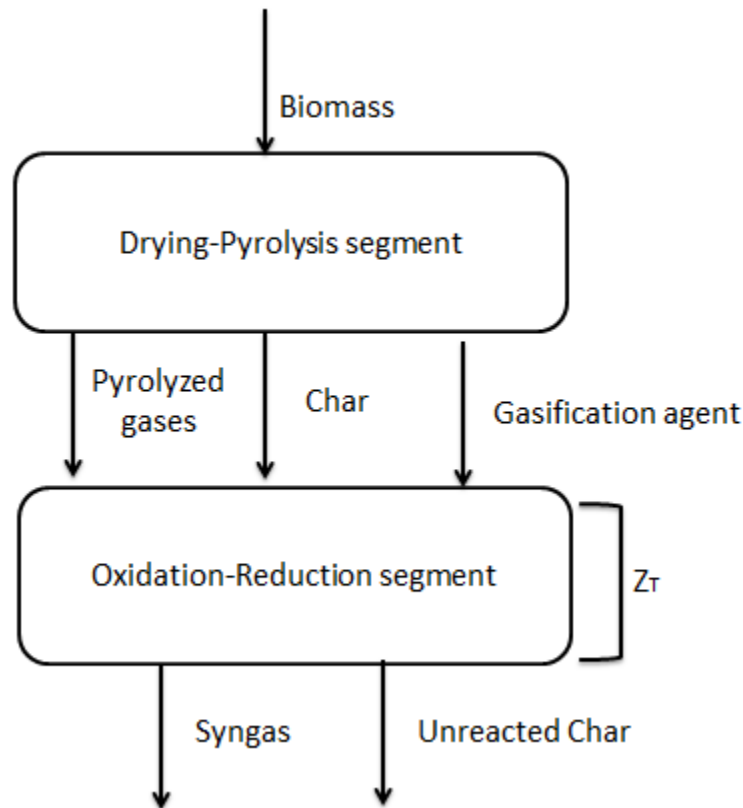 Biomass
Drying-Pyrolysis segment
Pyrolyzed
gases
Char
Gasification agent
Oxidation-Reduction segment
ZT
Syngas
Unreacted Char